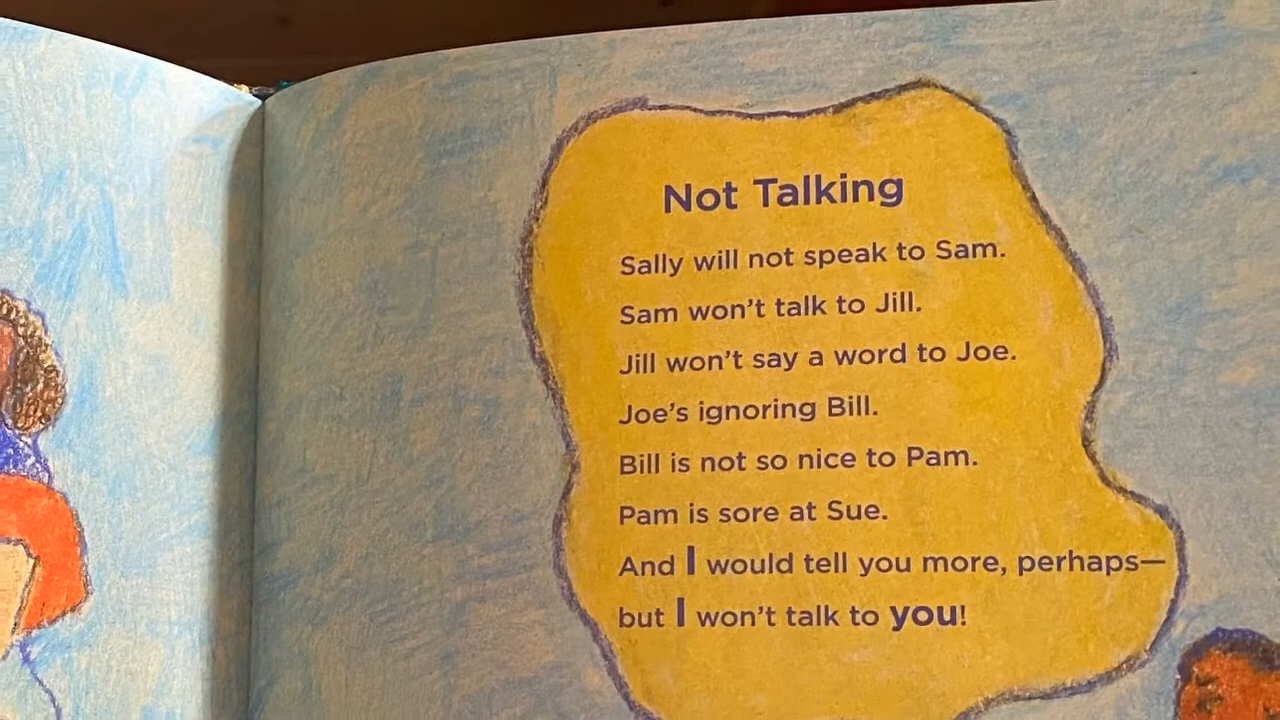 Not Talking
Sally will not speak to Sam.
Sam won't talk to Jill.
Jill won't say a word to Joe.
Joe's ignoring Bill.
Bill is not so nice to Pam.
Pam is sore at Sue.
And I would tell you more, perhaps—
but I won't talk to you!